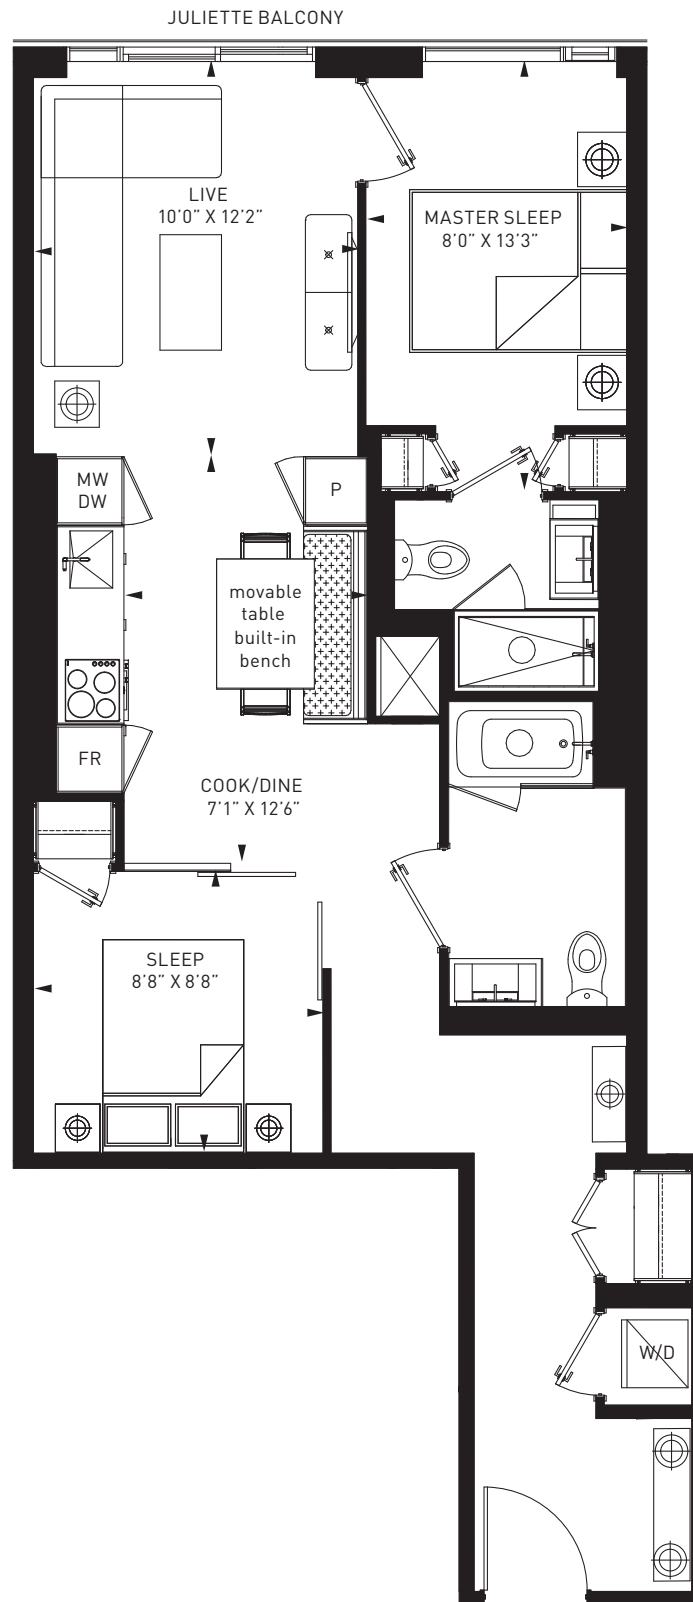 JULIETTE BALCONY
LIVE
10'0” X 12'2”
MASTER SLEEP
8'0” X 13'3”
MW
DW
P
movable
table
built-in
bench
FR
COOK/DINE
7'1” X 12'6”
SLEEP
8'8” X 8'8”
W/D